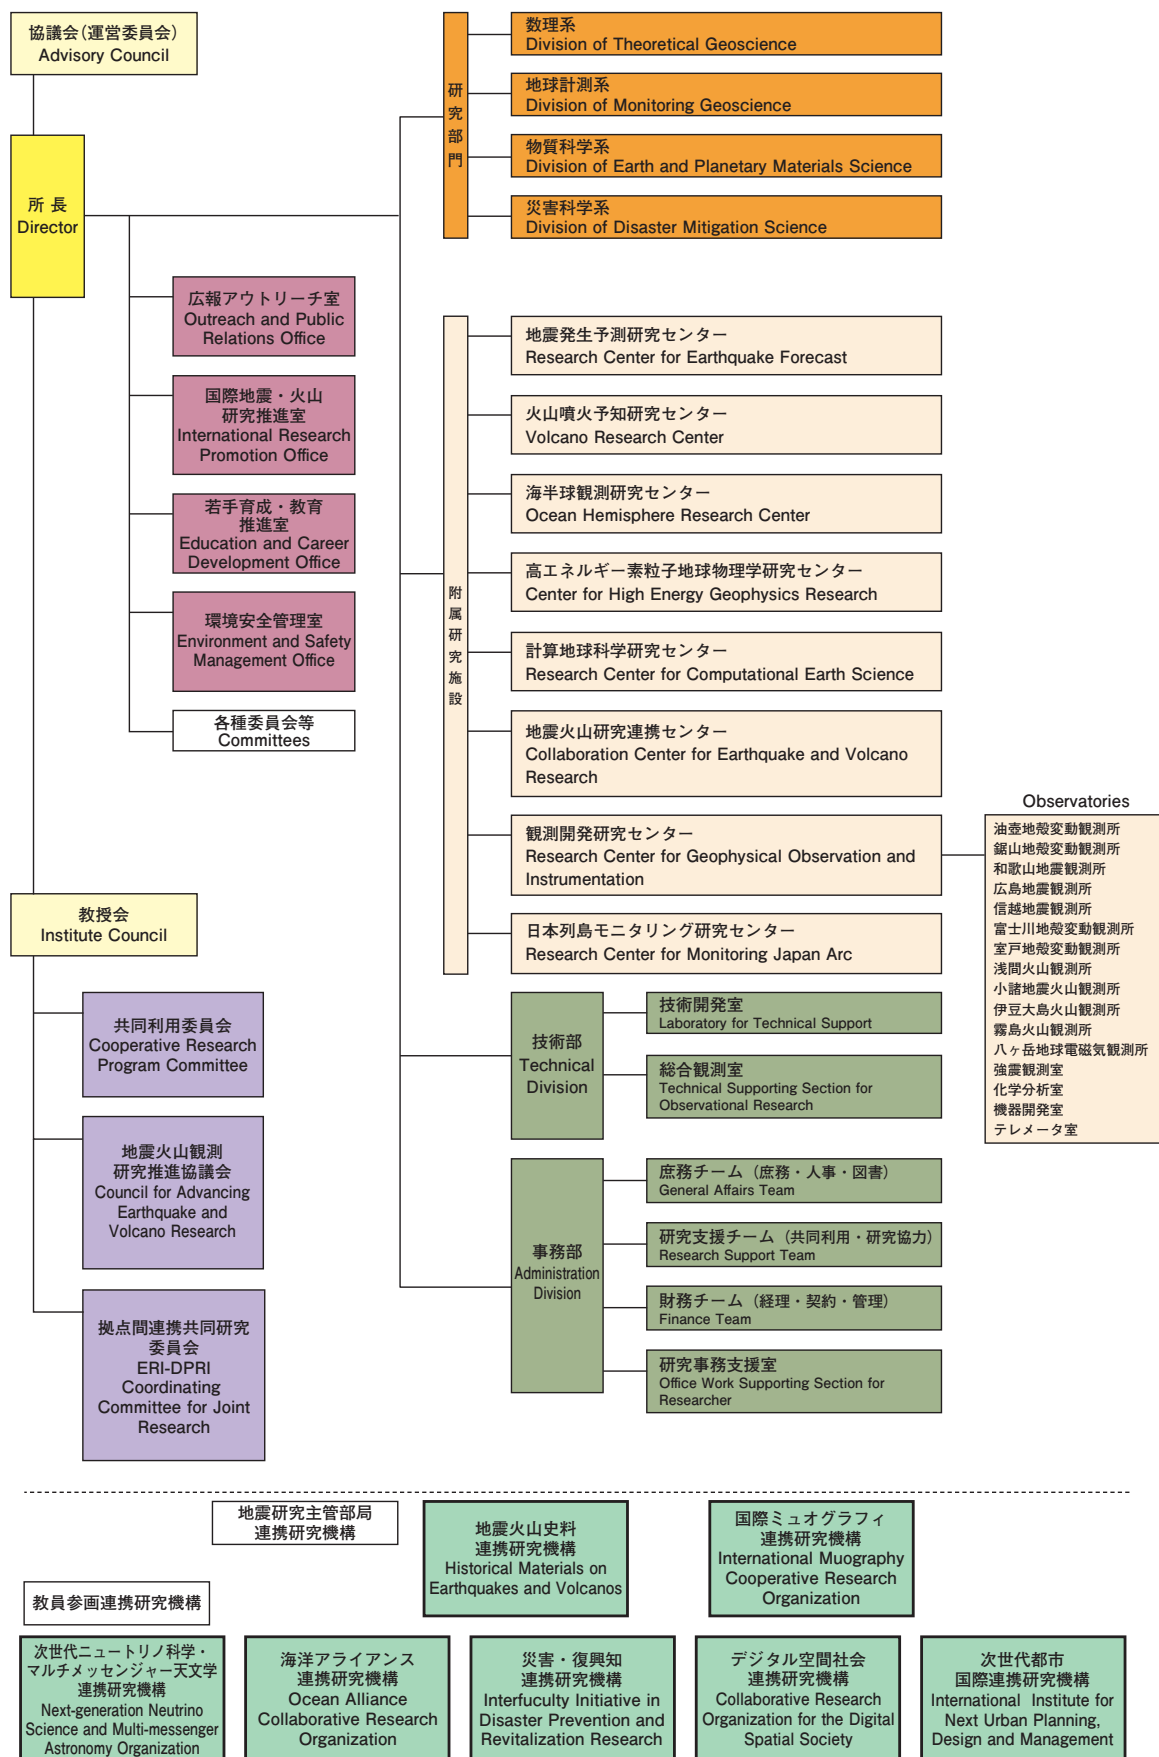 協議会(運営委員会)
Advisory Council
所 長
Director
広報アウトリーチ室
Outreach and Public
Relations Office
国際地震・火山
研究推進室
International Research
Promotion Office
若手育成・教育
推進室
Education and Career
Development Office
環境安全管理室
Environment and Safety
Management Office
各種委員会等
Committees
教授会
Institute Council
共同利用委員会
Cooperative Research
Program Committee
地震火山観測
研究推進協議会
Council for Advancing
Earthquake and
Volcano Research
拠点間連携共同研究
委員会
ERI-DPRI
Coordinating
Committee for Joint
Research
研究部門
数理系
Division of Theoretical Geoscience
地球計測系
Division of Monitoring Geoscience
物質科学系
Division of Earth and Planetary Materials Science
災害科学系
Division of Disaster Mitigation Science
附属研究施設
地震発生予測研究センター
Research Center for Earthquake Forecast
火山噴火予知研究センター
Volcano Research Center
海半球観測研究センター
Ocean Hemisphere Research Center
高エネルギー素粒子地球物理学研究センター
Center for High Energy Geophysics Research
計算地球科学研究センター
Research Center for Computational Earth Science
地震火山研究連携センター
Collaboration Center for Earthquake and Volcano
Research
観測開発研究センター
Research Center for Geophysical Observation and
Instrumentation
日本列島モニタリング研究センター
Research Center for Monitoring Japan Arc
Observatories
油壺地殻変動観測所
鋸山地殻変動観測所
和歌山地震観測所
広島地震観測所
信越地震観測所
富士川地殻変動観測所
室戸地殻変動観測所
浅間火山観測所
小諸地震火山観測所
伊豆大島火山観測所
霧島火山観測所
八ヶ岳地球電磁気観測所
強震観測室
化学分析室
機器開発室
テレメータ室
技術部
Technical
Division
技術開発室
Laboratory for Technical Support
総合観測室
Technical Supporting Section for
Observational Research
事務部
Administration
Division
庶務チーム(庶務・人事・図書)
General Affairs Team
研究支援チーム(共同利用・研究協力)
Research Support Team
財務チーム(経理・契約・管理)
Finance Team
研究事務支援室
Office Work Supporting Section for
Researcher
地震研究主管部局
連携研究機構
地震火山史料
連携研究機構
Historical Materials on
Earthquakes and Volcanos
国際ミュオグラフィ
連携研究機構
International Muography
Cooperative Research
Organization
教員参画連携研究機構
次世代ニュートリノ科学・
マルチメッセンジャー天文学
連携研究機構
Next-generation Neutrino
Science and Multi-messenger
Astronomy Organization
海洋アライアンス
連携研究機構
Ocean Alliance
Collaborative Research
Organization
災害・復興知
連携研究機構
Interfuculty Initiative in
Disaster Prevention and
Revitalization Research
デジタル空間社会
連携研究機構
Collaborative Research
Organization for the Digital
Spatial Society
次世代都市
国際連携研究機構
International Institute for
Next Urban Planning,
Design and Management